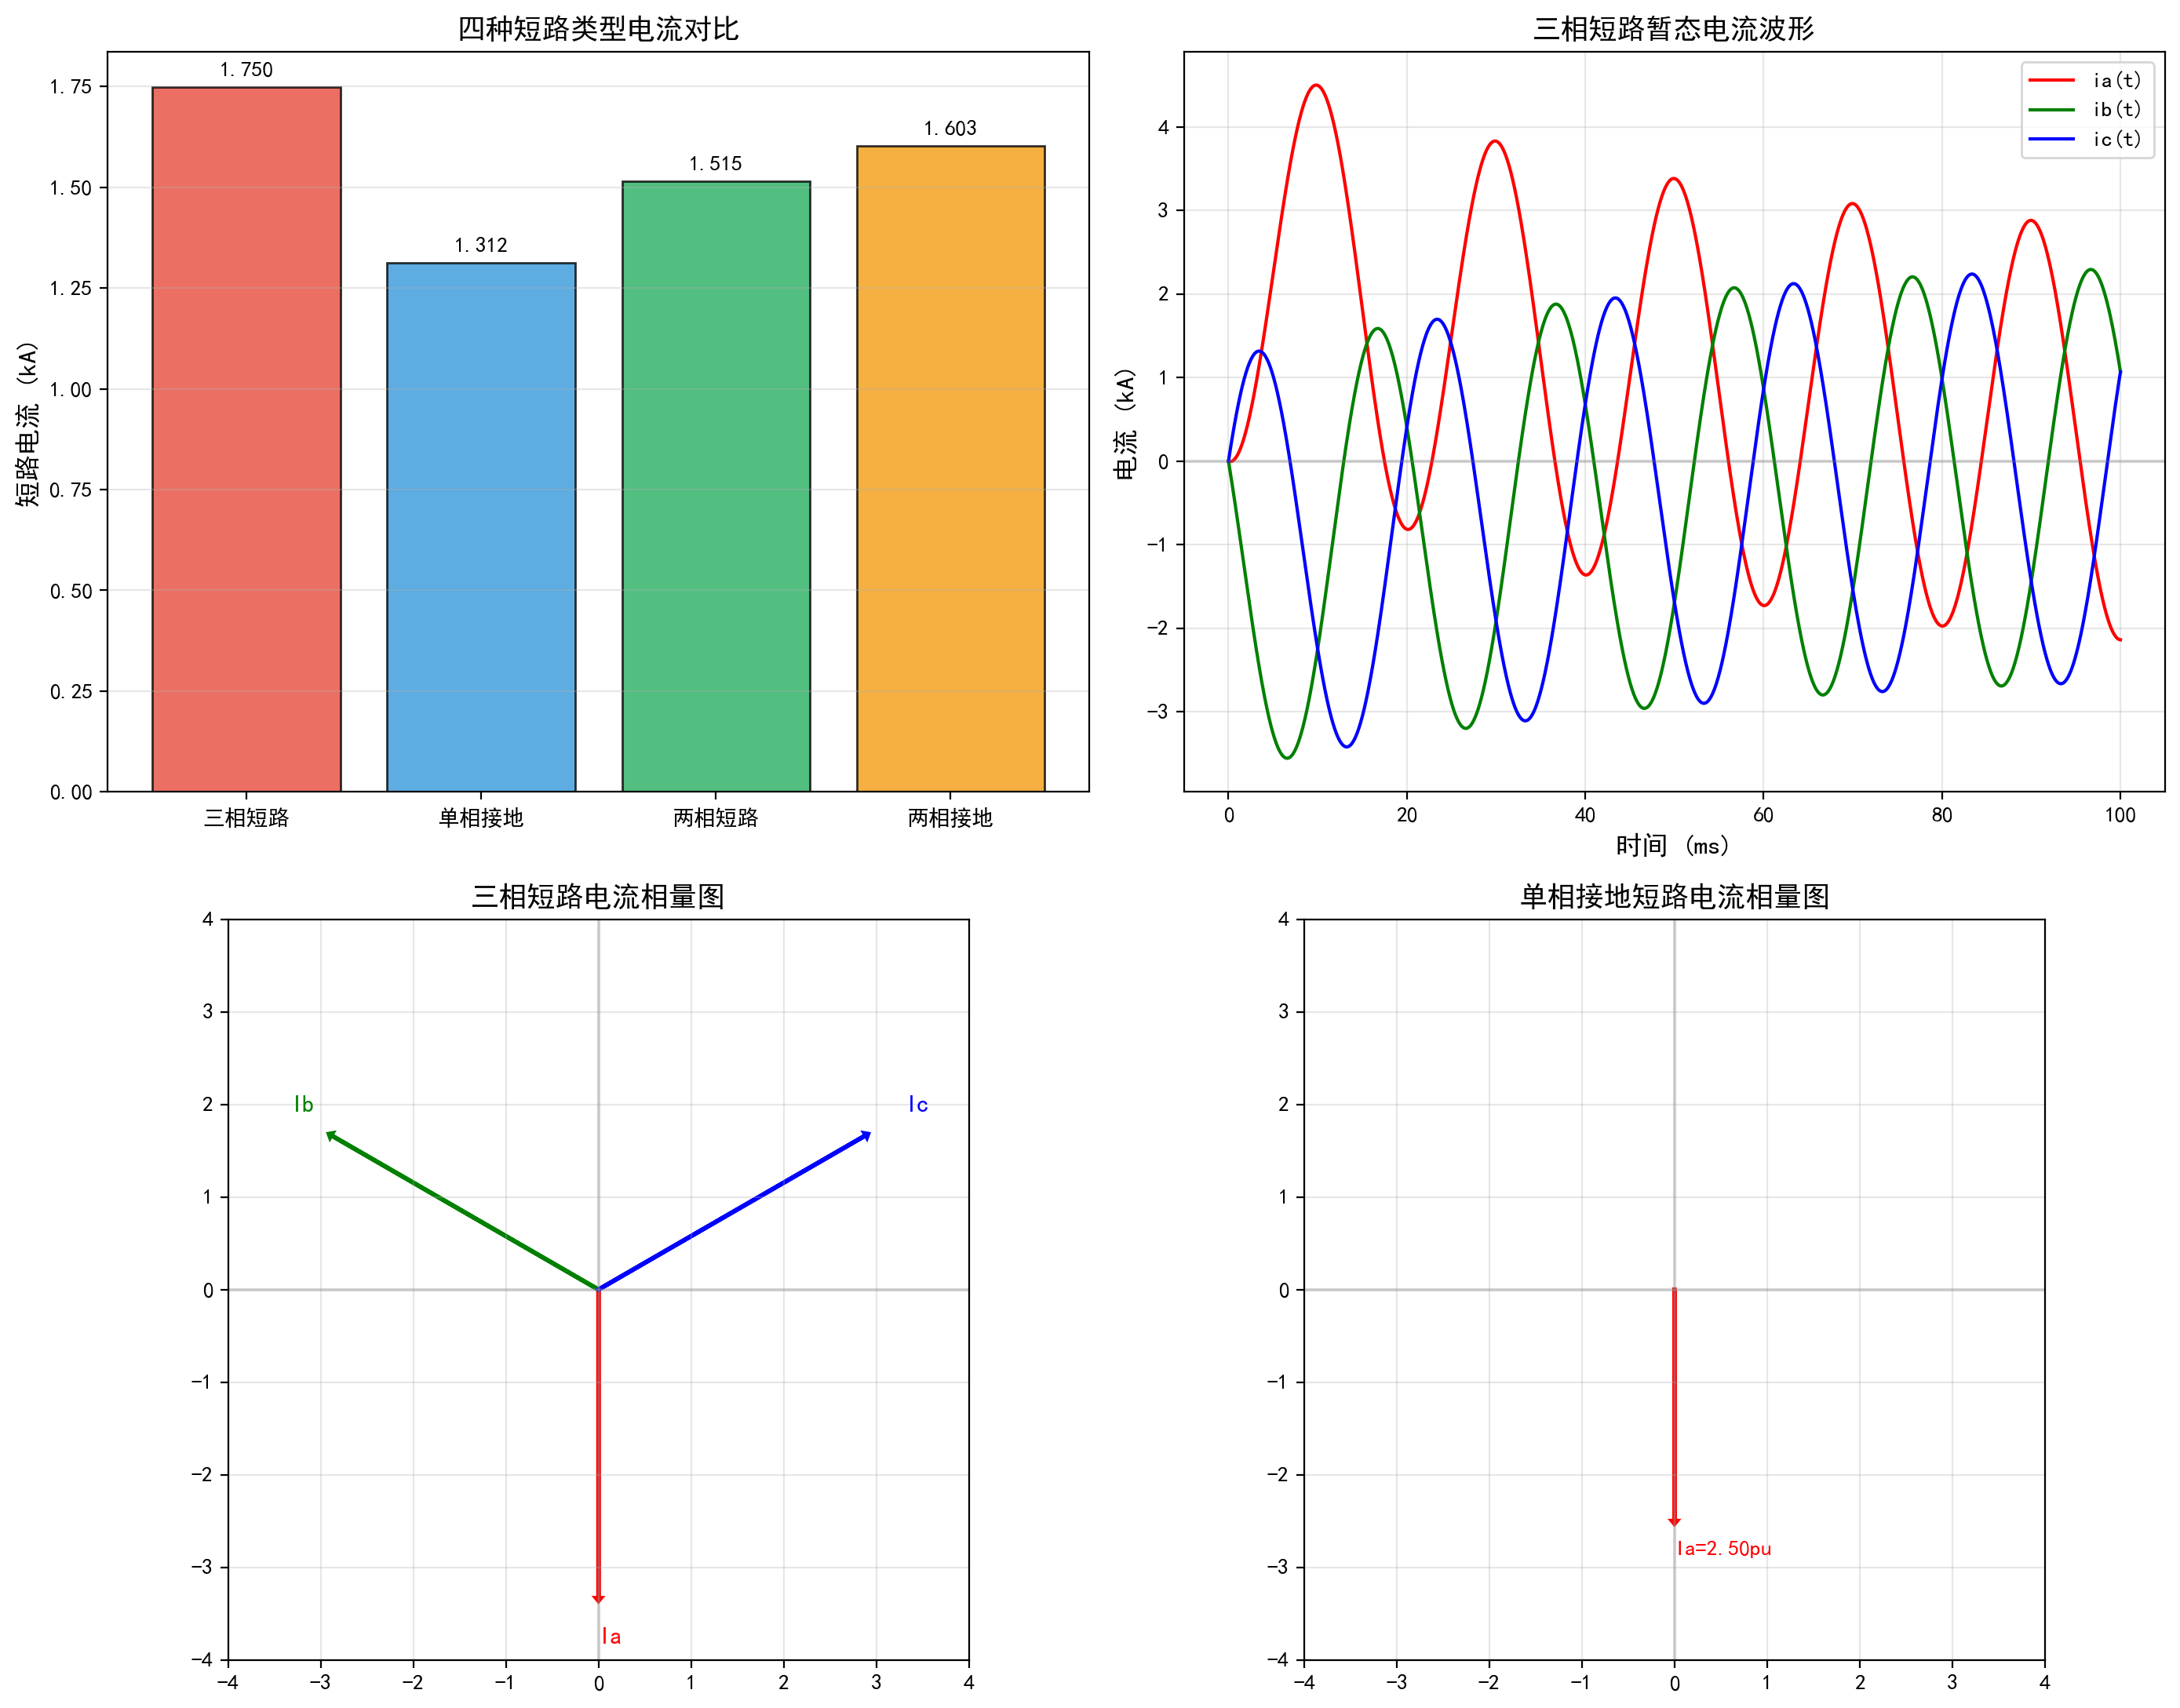 四种短路类型电流对比
1.750
1.312
1.515
1.603
1.75
1.50
1.25
1.00
0.75
0.50
0.25
0.00
短路电流 (kA)
三相短路 单相接地 两相短路 两相接地
三相短路暂态电流波形
ia(t)
ib(t)
ic(t)
4
3
2
1
0
−1
−2
−3
电流 (kA)
0 20 40 60 80 100
时间 (ms)
三相短路电流相量图
4
3
2
1
0
−1
−2
−3
−4
Ib
Ic
Ia
−4 −3 −2 −1 0 1 2 3 4
单相接地短路电流相量图
4
3
2
1
0
−1
−2
−3
−4
Ia=2.50pu
−4 −3 −2 −1 0 1 2 3 4